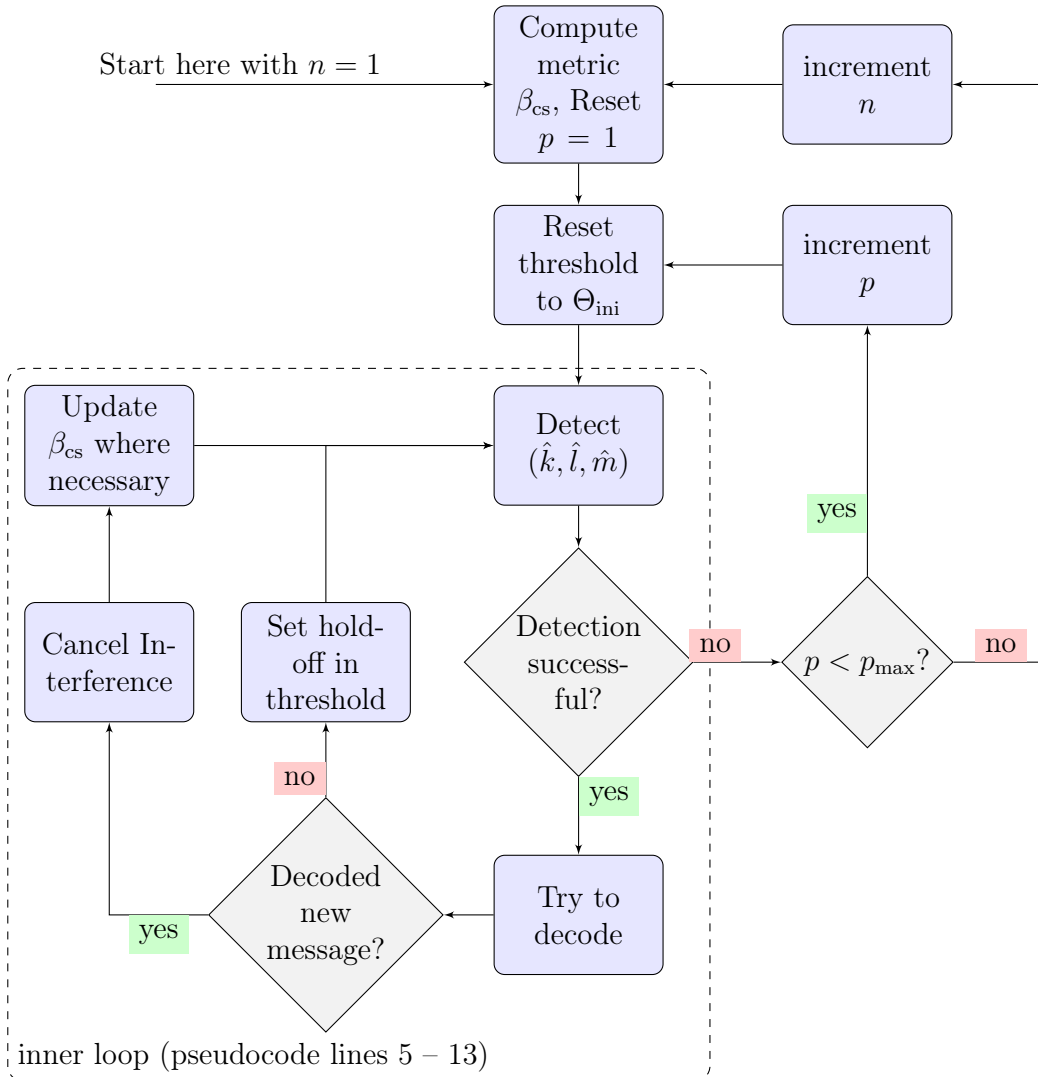 Start here with n = 1
Compute
metric
β_cs, Reset
p = 1
increment
n
Reset
threshold
to Θ_ini
increment
p
Update
β_cs where
necessary
Detect
(k̂, l̂, m̂)
yes
Cancel In-
terference
Set hold-
off in
threshold
Detection
success-
ful?
no
p < p_max?
no
no
yes
Decoded
new
message?
yes
Try to
decode
inner loop (pseudocode lines 5 – 13)